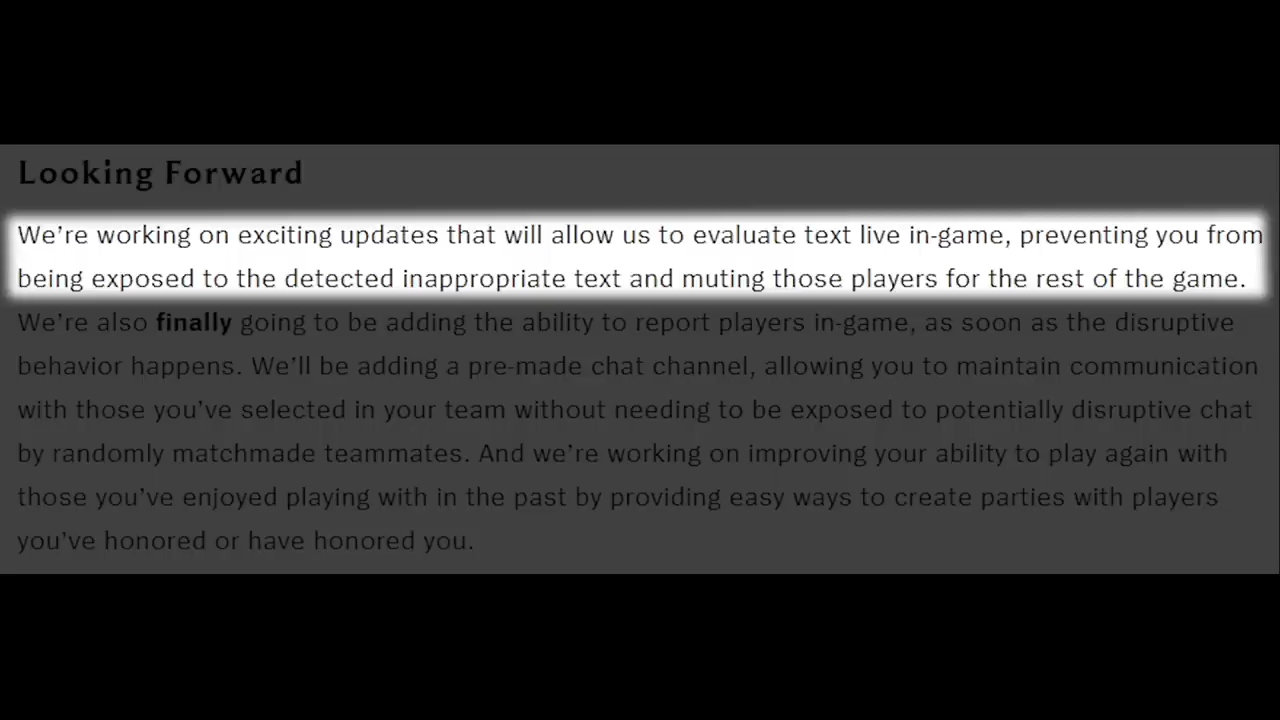 Looking Forward
We’re working on exciting updates that will allow us to evaluate text live in-game, preventing you from
being exposed to the detected inappropriate text and muting those players for the rest of the game.
We’re also finally going to be adding the ability to report players in-game, as soon as the disruptive
behavior happens. We’ll be adding a pre-made chat channel, allowing you to maintain communication
with those you’ve selected in your team without needing to be exposed to potentially disruptive chat
by randomly matchmade teammates. And we’re working on improving your ability to play again with
those you’ve enjoyed playing with in the past by providing easy ways to create parties with players
you’ve honored or have honored you.